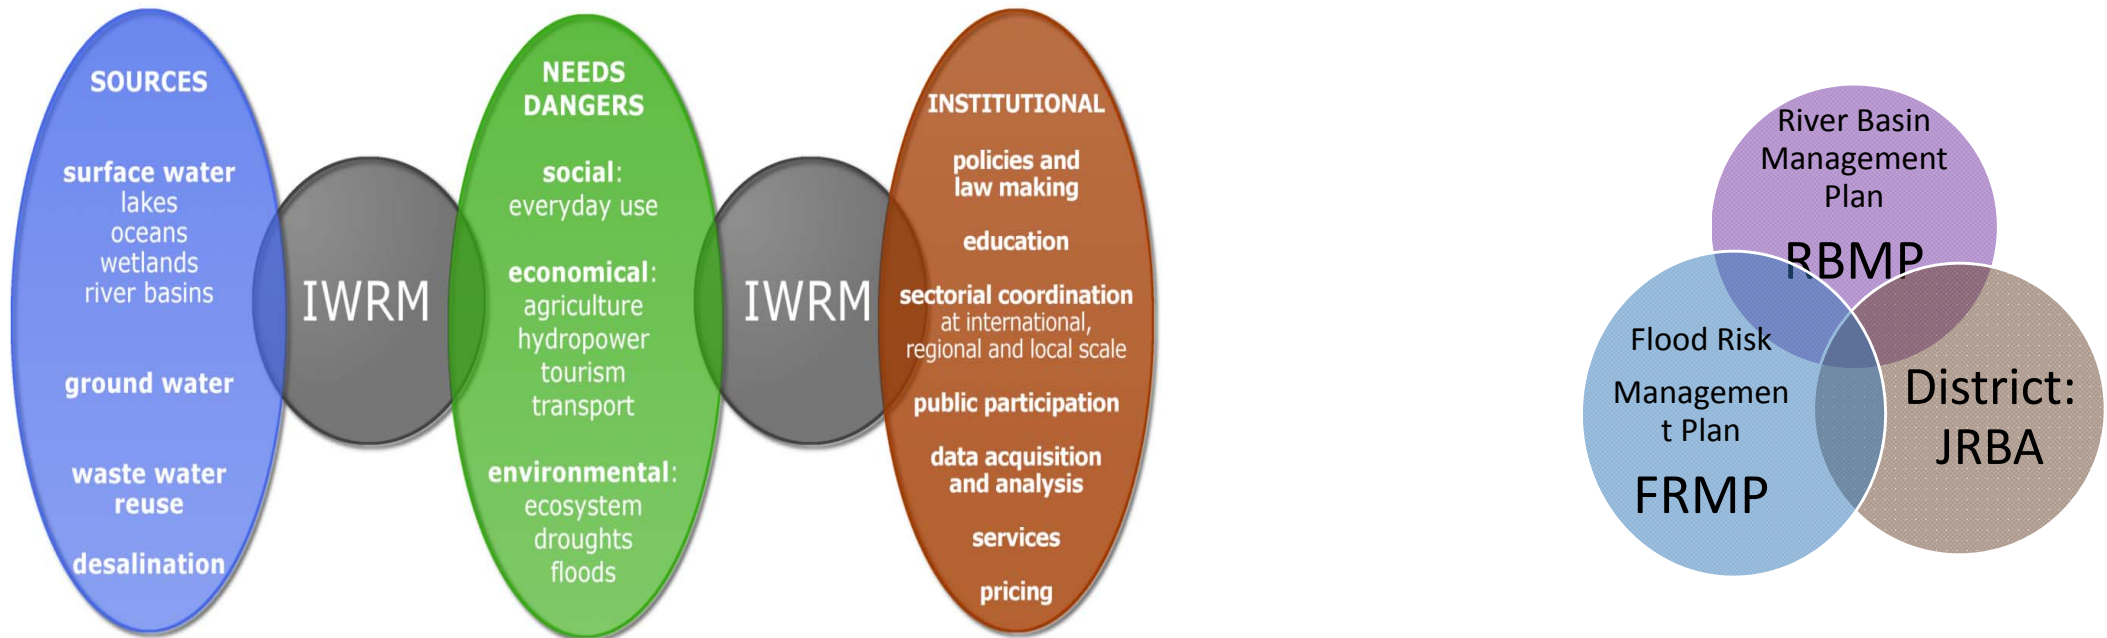 SOURCES
surface water
lakes
oceans
wetlands
river basins
ground water
waste water
reuse
desalination
IWRM
NEEDS
DANGERS
social:
everyday use
economical:
agriculture
hydropower
tourism
transport
environmental:
ecosystem
droughts
floods
IWRM
INSTITUTIONAL
policies and
law making
education
sectorial coordination
at international,
regional and local scale
public participation
data acquisition
and analysis
services
pricing
River Basin
Management
Plan
RBMP
Flood Risk
Managemen
t Plan
FRMP
District:
JRBA